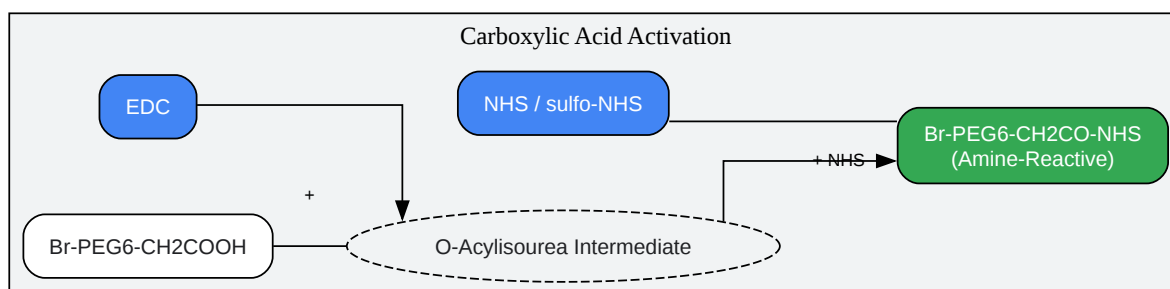 Carboxylic Acid Activation
EDC
NHS / sulfo-NHS
Br-PEG6-CH2CO-NHS
(Amine-Reactive)
+ NHS
+
Br-PEG6-CH2COOH
O-Acylisourea Intermediate